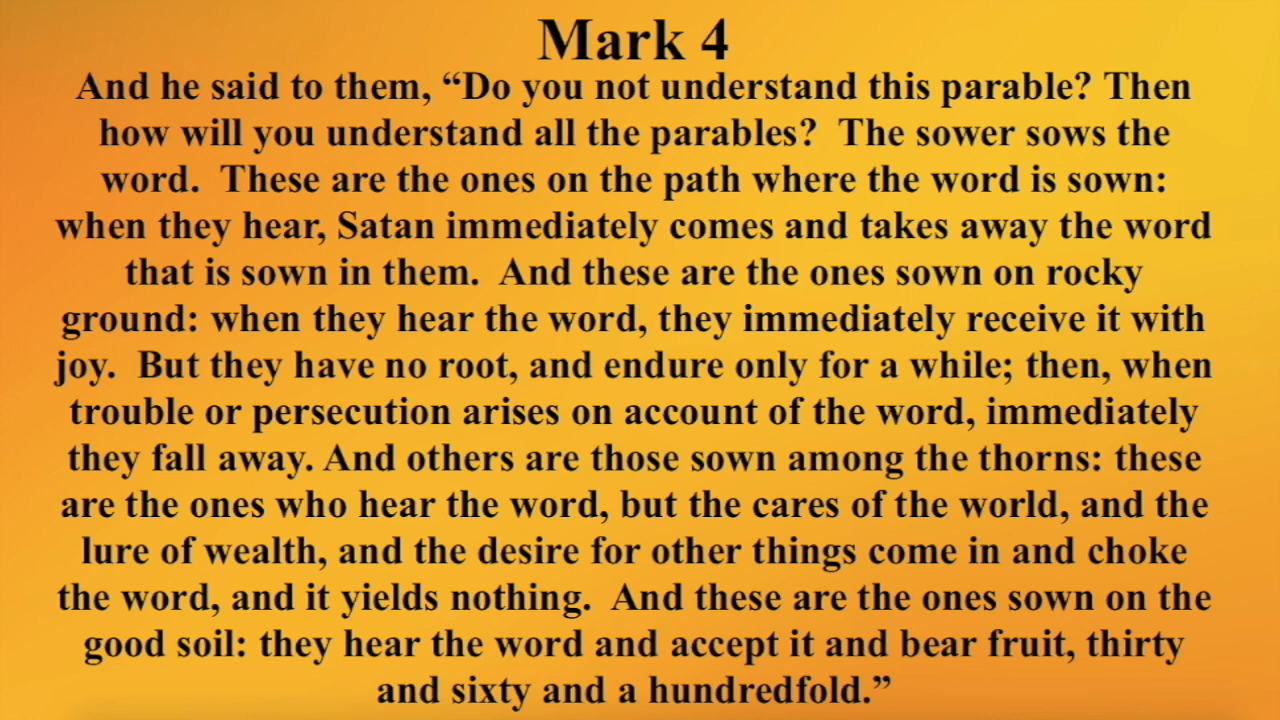 Mark 4
And he said to them, “Do you not understand this parable? Then
how will you understand all the parables?  The sower sows the
word.  These are the ones on the path where the word is sown:
when they hear, Satan immediately comes and takes away the word
that is sown in them.  And these are the ones sown on rocky
ground: when they hear the word, they immediately receive it with
joy.  But they have no root, and endure only for a while; then, when
trouble or persecution arises on account of the word, immediately
they fall away. And others are those sown among the thorns: these
are the ones who hear the word, but the cares of the world, and the
lure of wealth, and the desire for other things come in and choke
the word, and it yields nothing.  And these are the ones sown on the
good soil: they hear the word and accept it and bear fruit, thirty
and sixty and a hundredfold.”